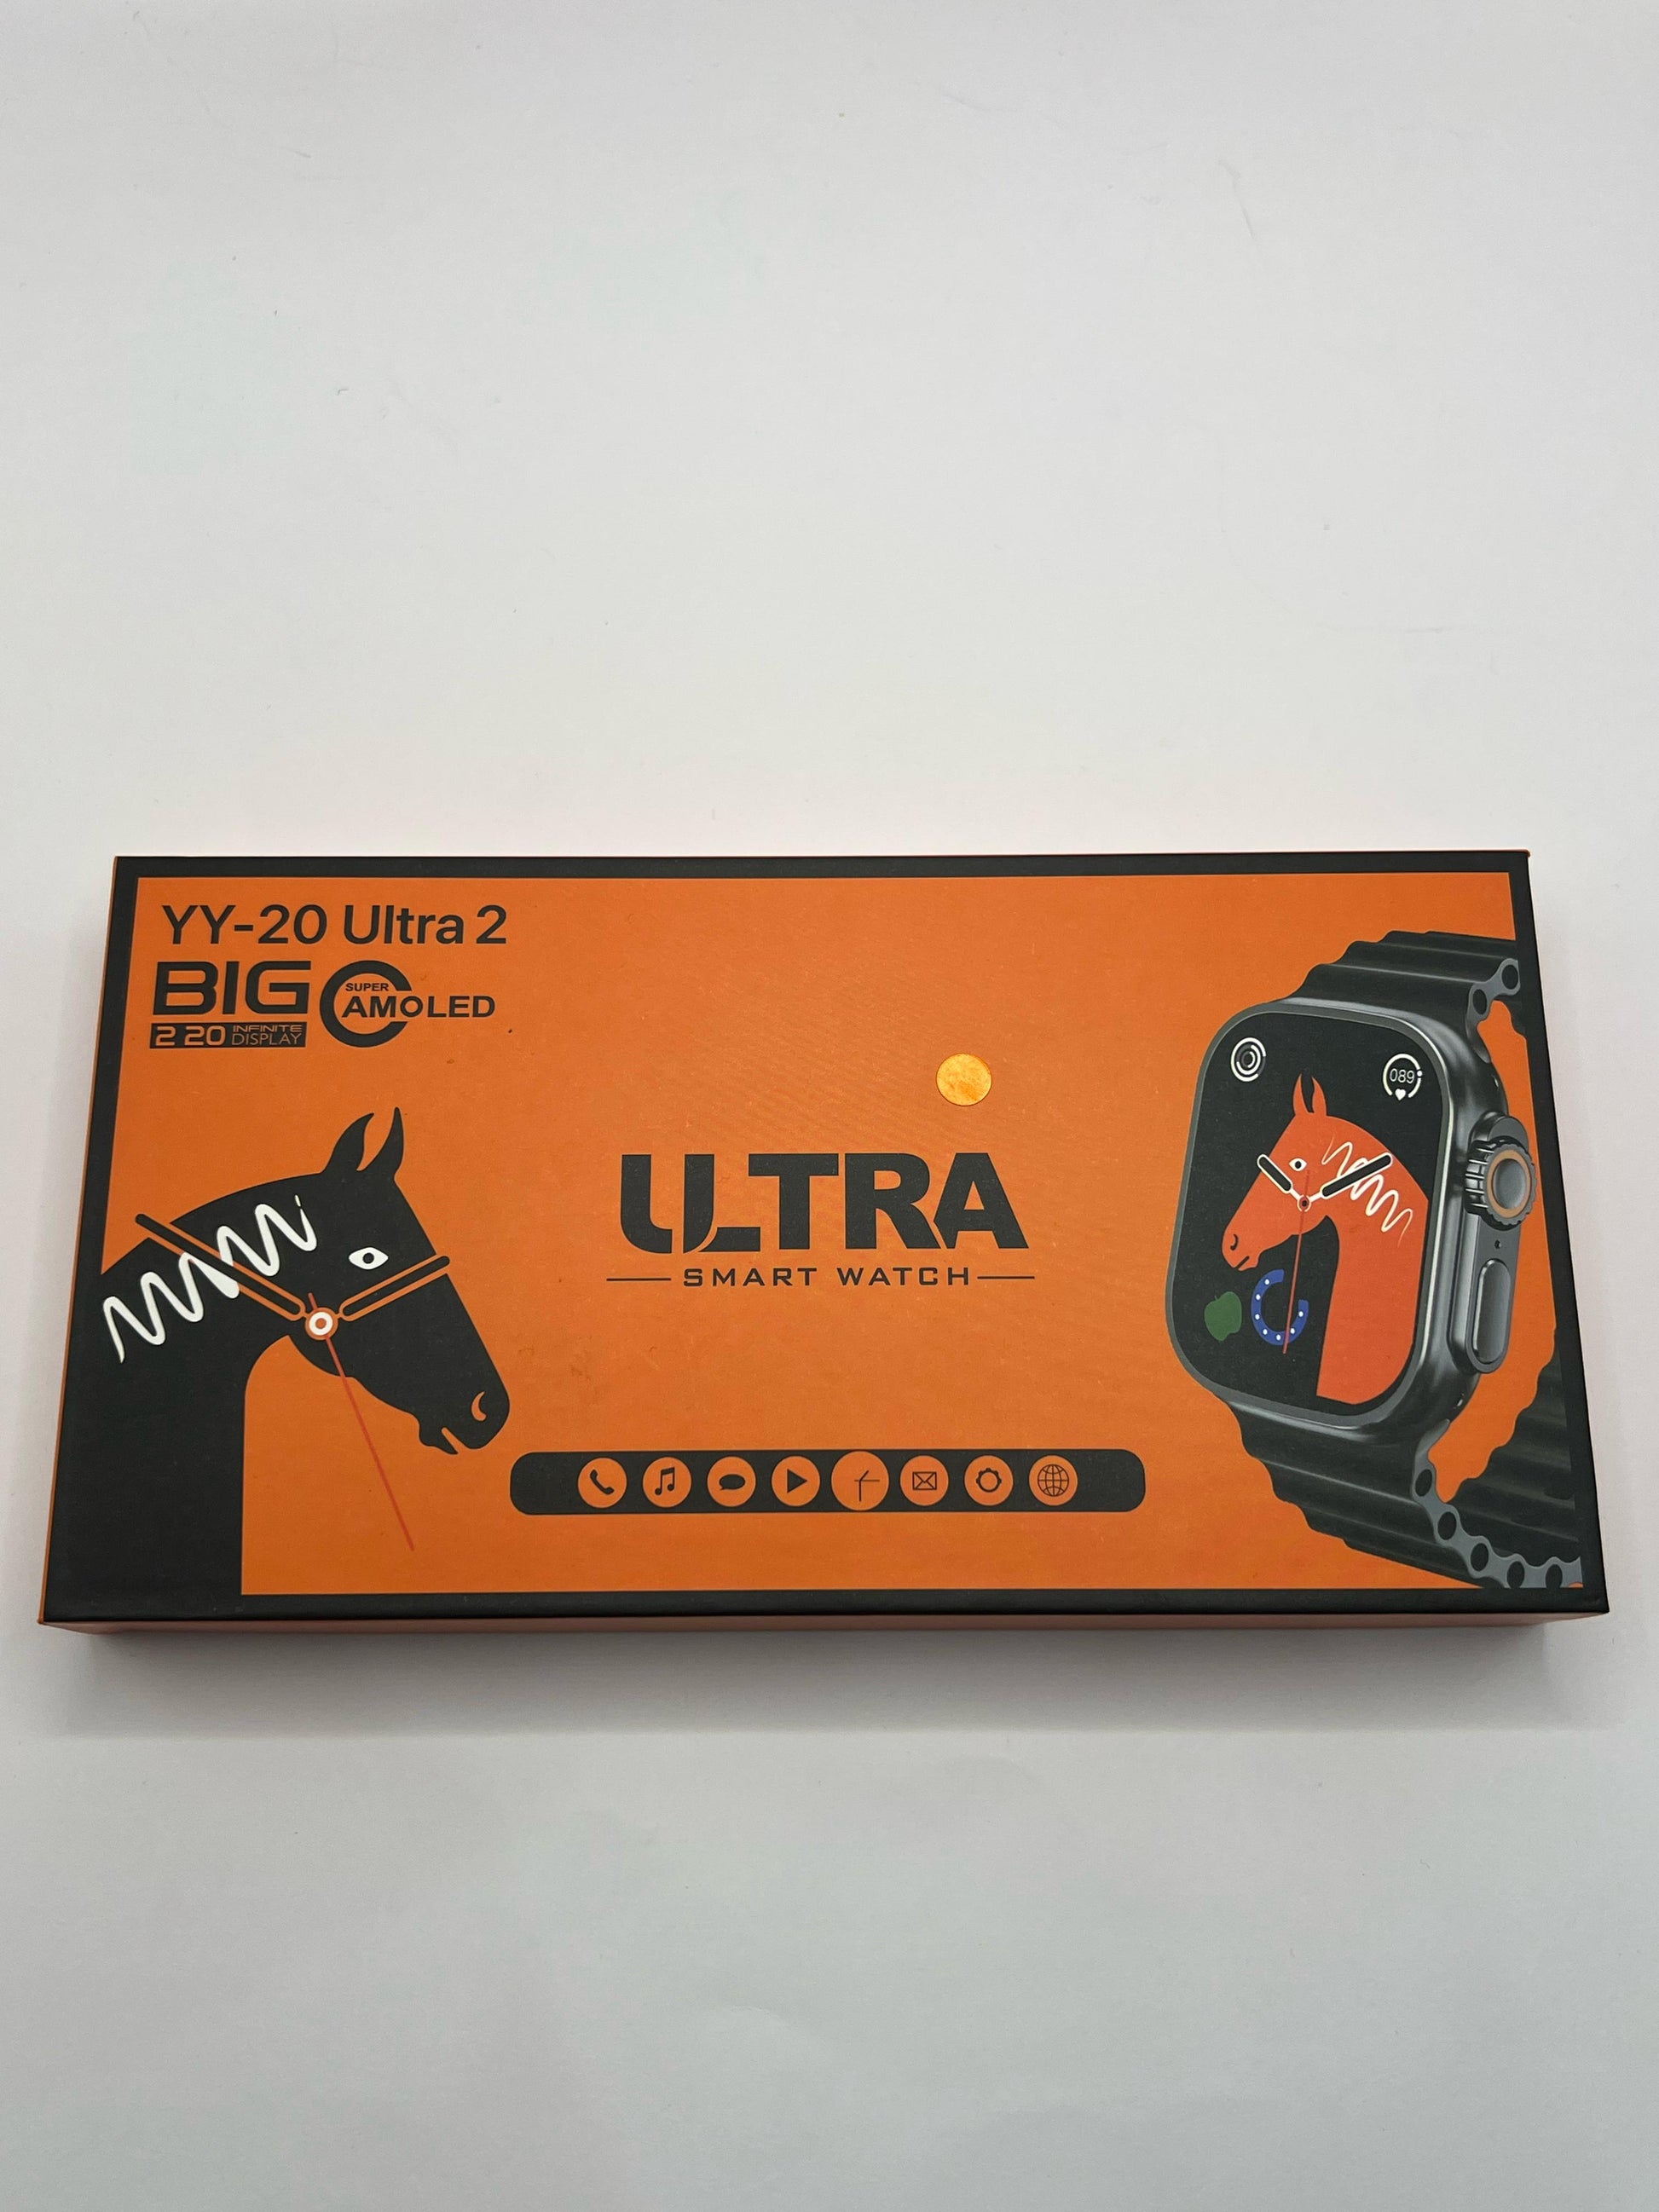 YY-20 Ultra 2
BIG SUPER AMOLED
2 20 INFINITE DISPLAY
089
ULTRA
SMART WATCH